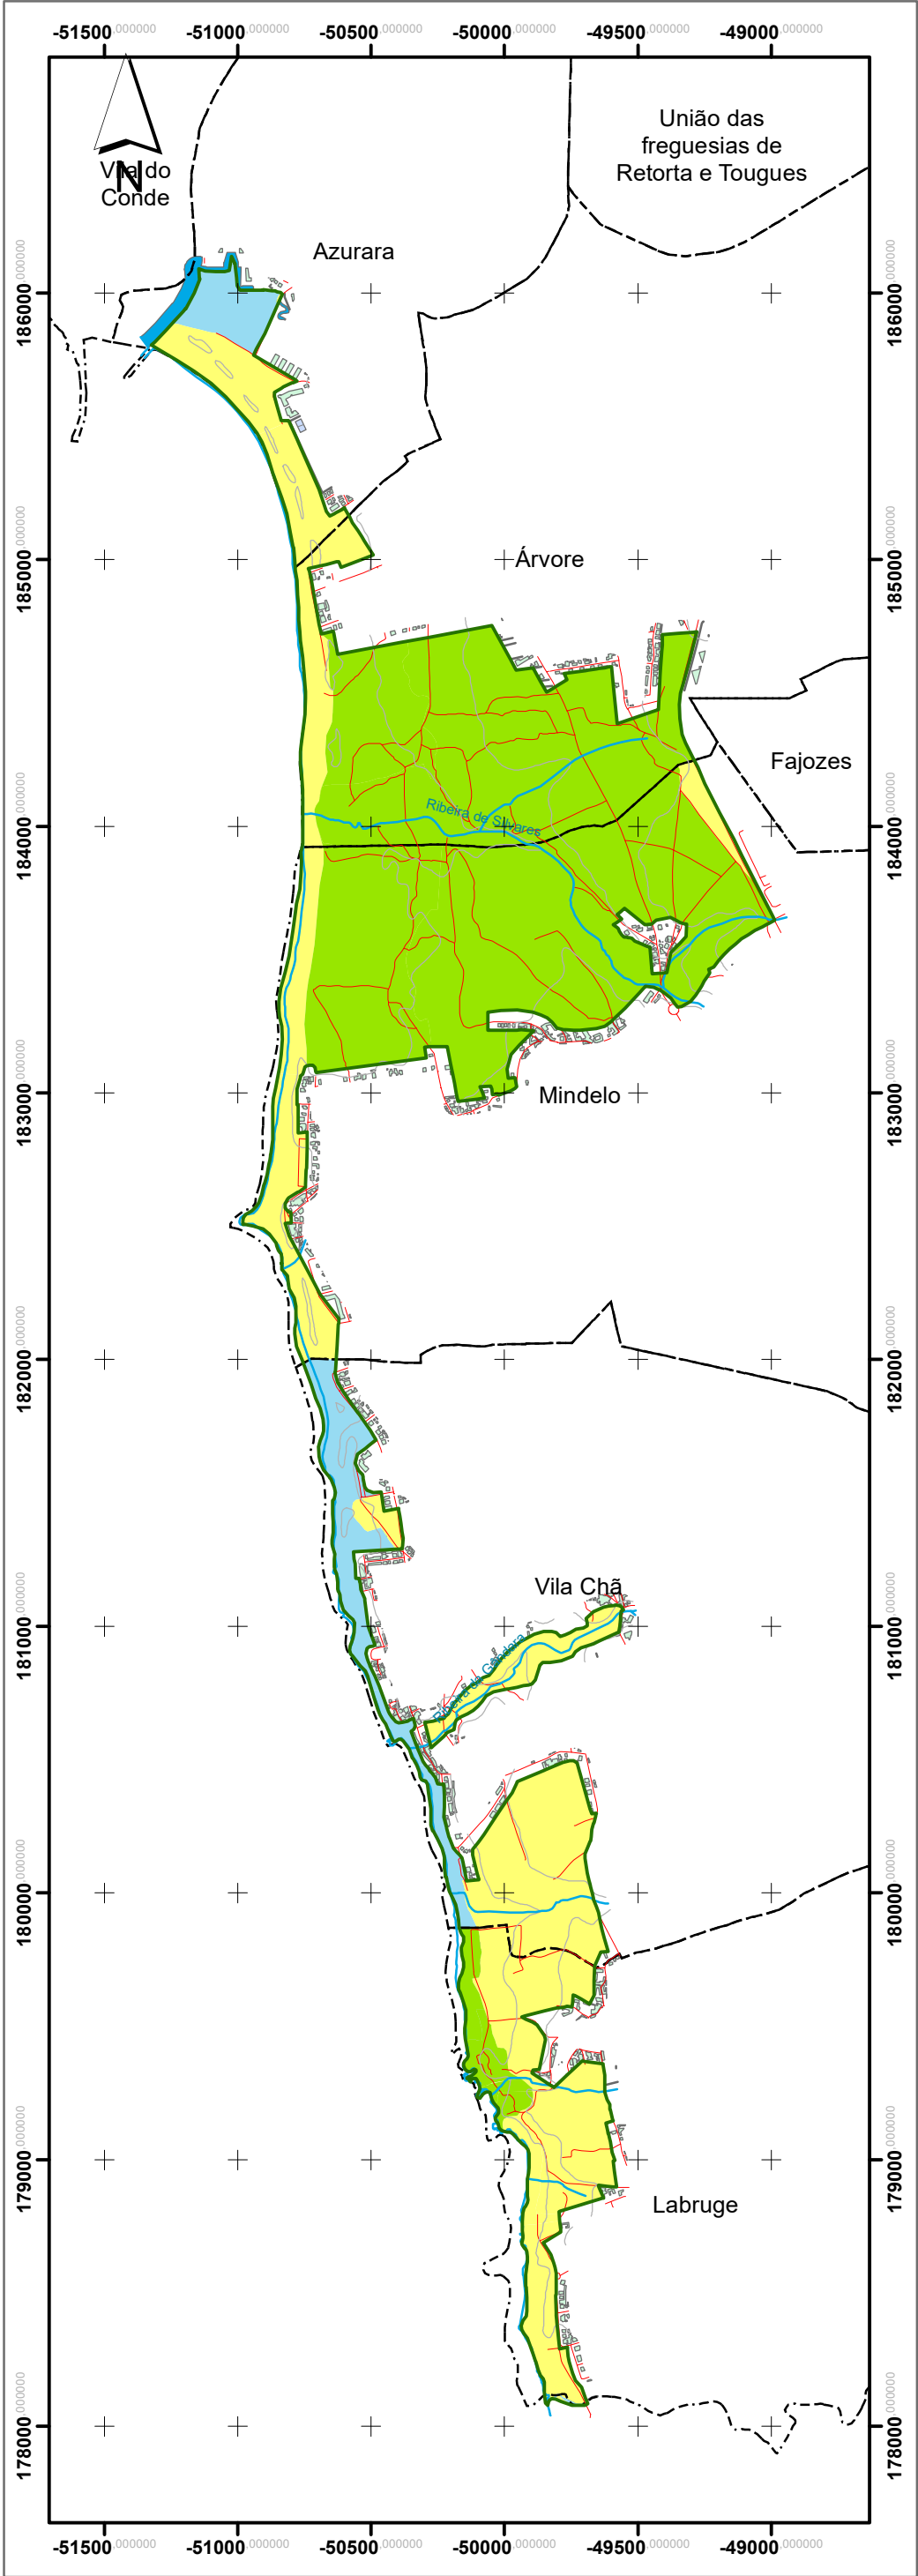 -51500,000000 -51000,000000 -50500,000000 -50000,000000 -49500,000000 -49000,000000
União das
freguesias de
Retorta e Tougues
N
Vila do
Conde
Azurara
186000,000000 186000,000000
Árvore
185000,000000 185000,000000
Fajozes
Ribeira de Silvares
184000,000000 184000,000000
Mindelo
183000,000000 183000,000000
182000,000000 182000,000000
Vila Chã
181000,000000 181000,000000
Ribeira da Gândara
180000,000000 180000,000000
179000,000000 179000,000000
Labruge
178000,000000 178000,000000
-51500,000000 -51000,000000 -50500,000000 -50000,000000 -49500,000000 -49000,000000